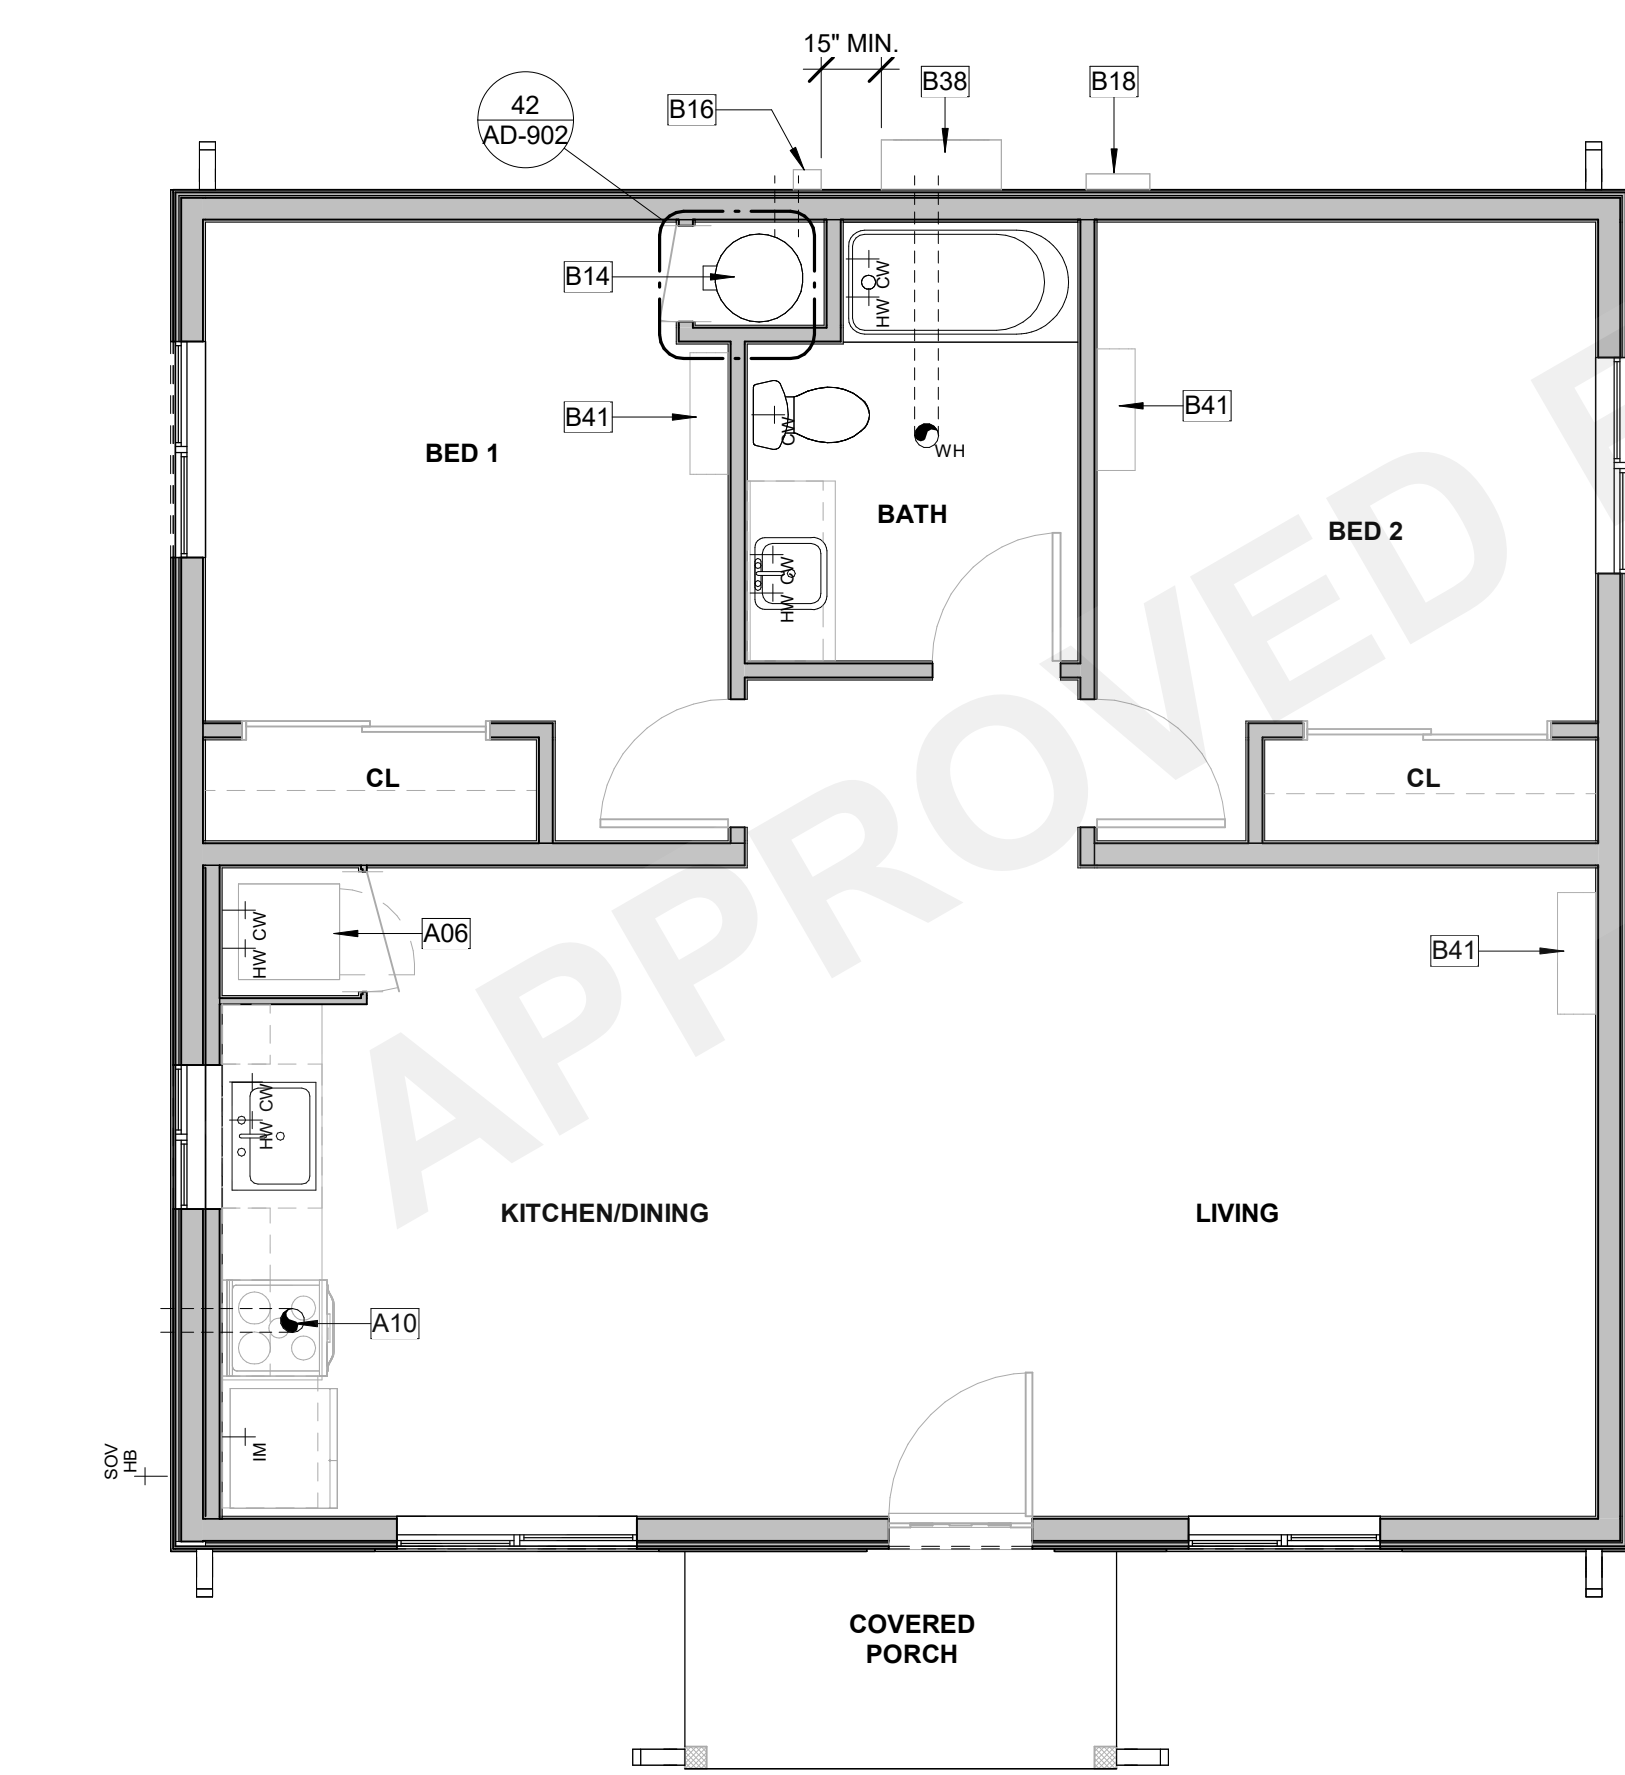 15" MIN.
42
AD-902
B16
B38
B18
B14
HW CW
B41
CW
WH
B41
BED 1
BATH
BED 2
HW CW
CL
CL
HW CW
A06
B41
HW CW
KITCHEN/DINING
LIVING
A10
IM
SOV
HB
COVERED
PORCH
APPROVED